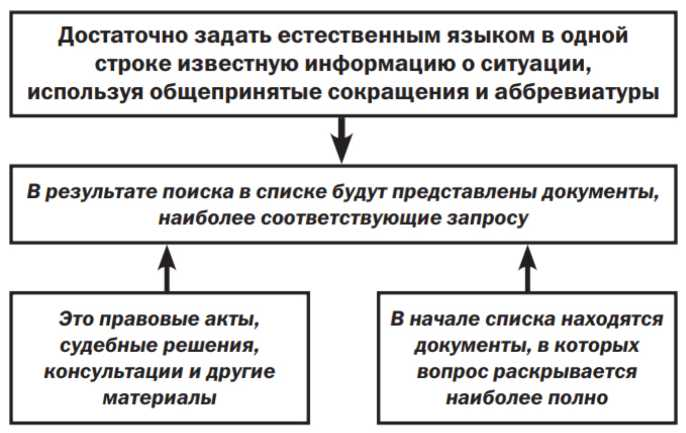 Достаточно задать естественным языком в одной
строке известную информацию о ситуации,
используя общепринятые сокращения и аббревиатуры
В результате поиска в списке будут представлены документы,
наиболее соответствующие запросу
Это правовые акты,
судебные решения,
консультации и другие
материалы
В начале списка находятся
документы, в которых
вопрос раскрывается
наиболее полно